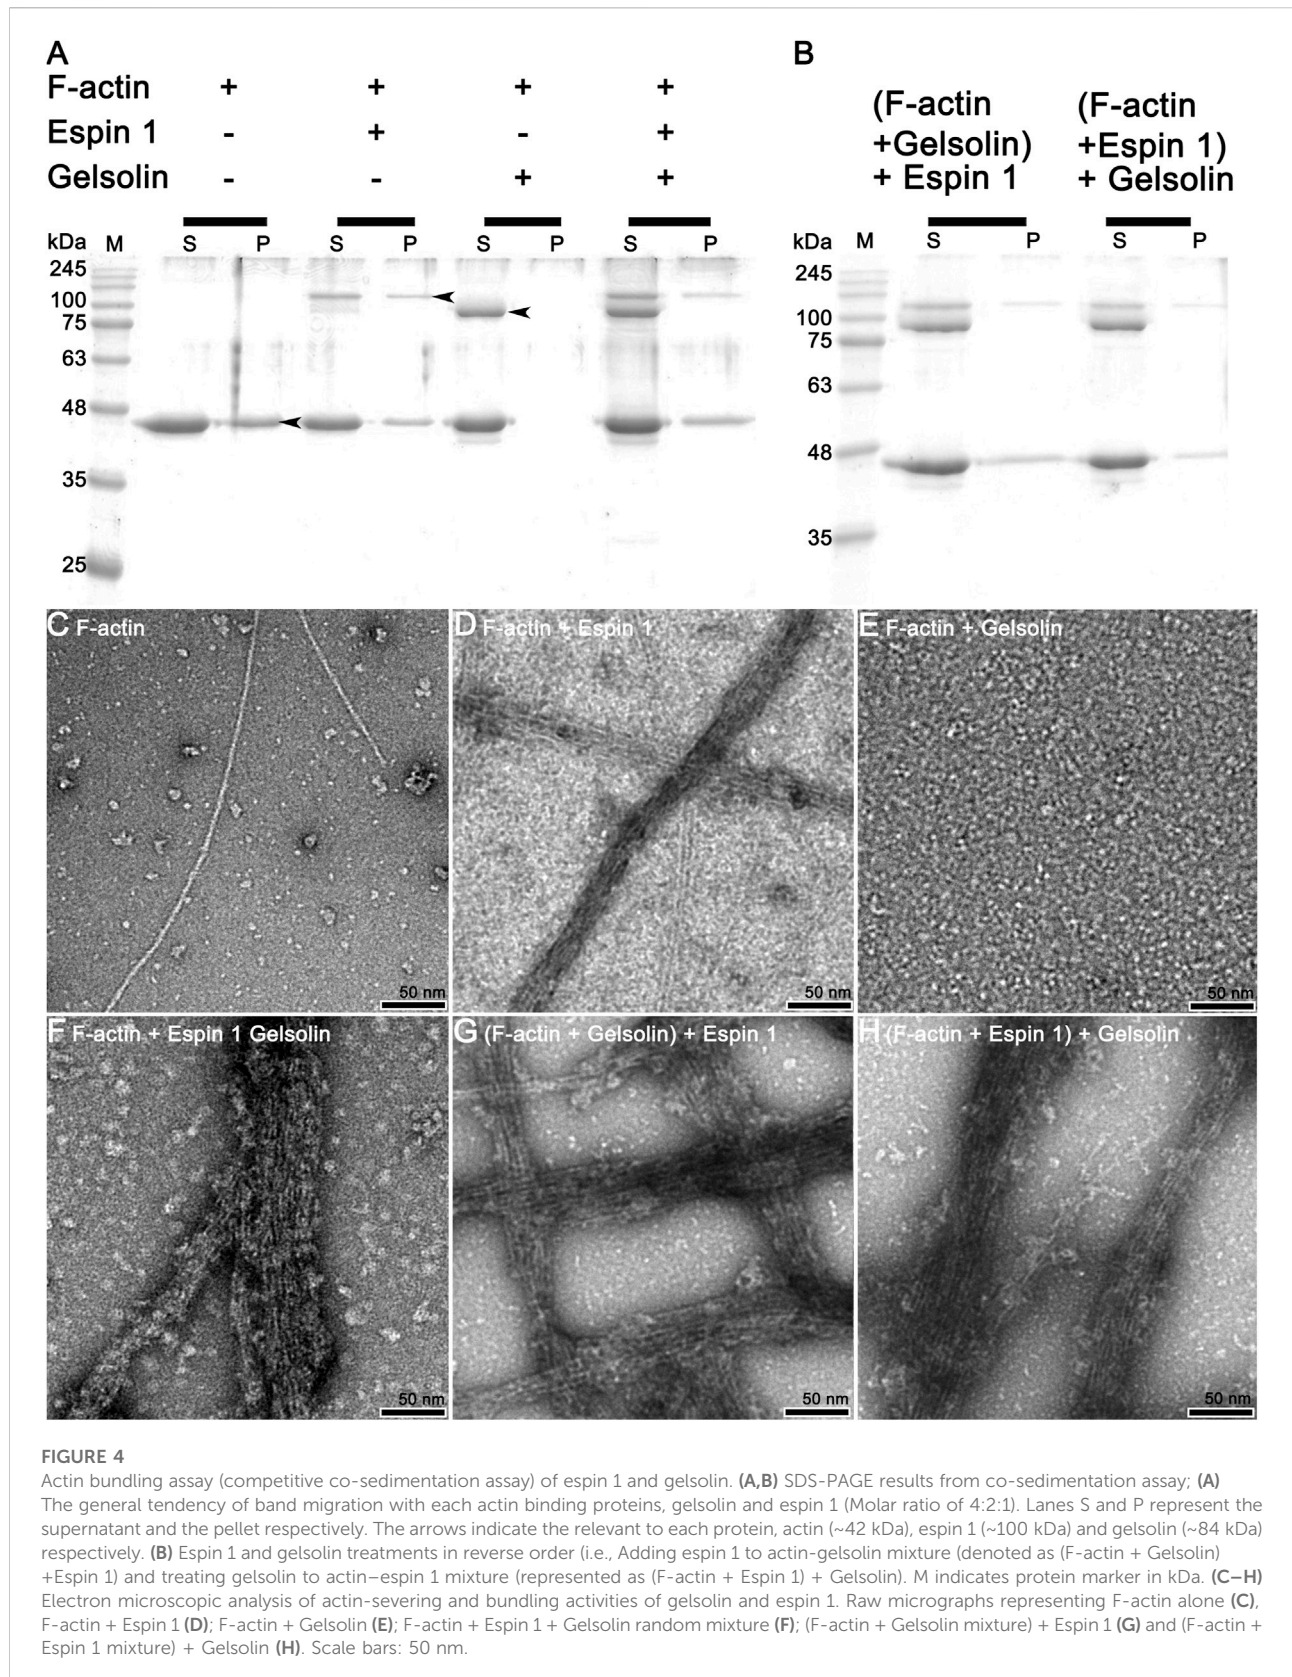 A
F-actin + + + +
Espin 1 - + - +
Gelsolin - - + +
kDa M S P S P S P S P
245
100
75
63
48
35
25
B
(F-actin
+Gelsolin)
+ Espin 1
(F-actin
+Espin 1)
+ Gelsolin
kDa M S P S P
245
100
75
63
48
35
C F-actin
50 nm
D F-actin + Espin 1
50 nm
E F-actin + Gelsolin
50 nm
F F-actin + Espin 1 Gelsolin
50 nm
G (F-actin + Gelsolin) + Espin 1
50 nm
H (F-actin + Espin 1) + Gelsolin
50 nm
FIGURE 4
Actin bundling assay (competitive co-sedimentation assay) of espin 1 and gelsolin. (A,B) SDS-PAGE results from co-sedimentation assay; (A)
The general tendency of band migration with each actin binding proteins, gelsolin and espin 1 (Molar ratio of 4:2:1). Lanes S and P represent the
supernatant and the pellet respectively. The arrows indicate the relevant to each protein, actin (~42 kDa), espin 1 (~100 kDa) and gelsolin (~84 kDa)
respectively. (B) Espin 1 and gelsolin treatments in reverse order (i.e., Adding espin 1 to actin-gelsolin mixture (denoted as (F-actin + Gelsolin)
+Espin 1) and treating gelsolin to actin–espin 1 mixture (represented as (F-actin + Espin 1) + Gelsolin). M indicates protein marker in kDa. (C–H)
Electron microscopic analysis of actin-severing and bundling activities of gelsolin and espin 1. Raw micrographs representing F-actin alone (C),
F-actin + Espin 1 (D); F-actin + Gelsolin (E); F-actin + Espin 1 + Gelsolin random mixture (F); (F-actin + Gelsolin mixture) + Espin 1 (G) and (F-actin +
Espin 1 mixture) + Gelsolin (H). Scale bars: 50 nm.